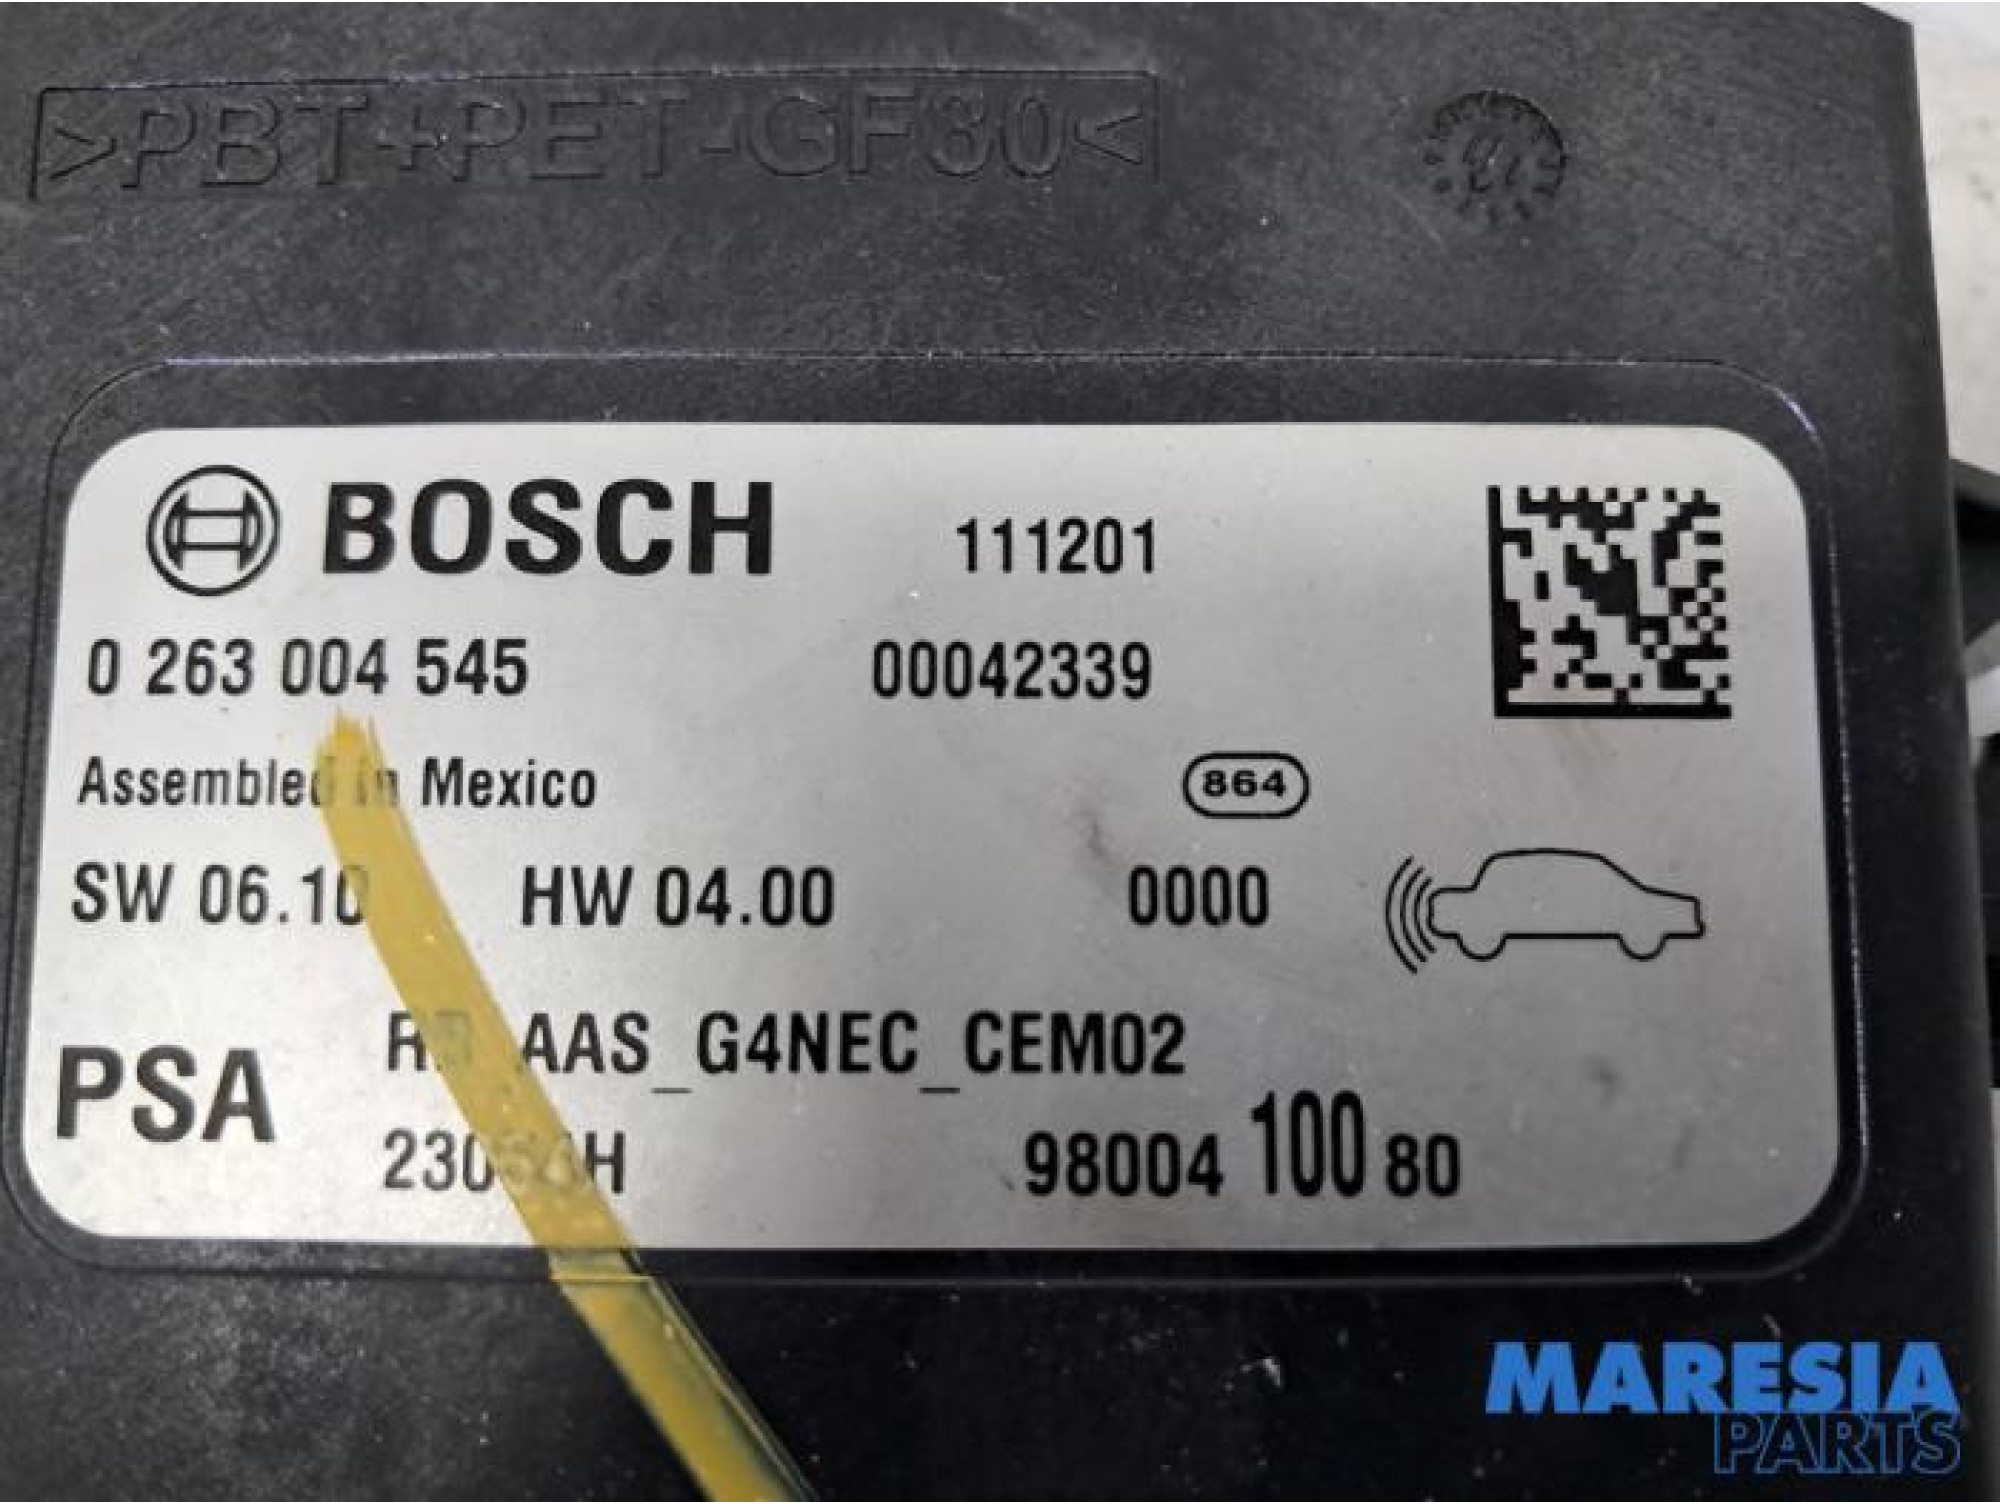 >PBT+PET-GF30<
BOSCH 111201
0 263 004 545 00042339
Assembled in Mexico 864
SW 06.10 HW 04.00 0000
PSA AAS_G4NEC_CEM02
98004 100 80
MARESIA
PARTS